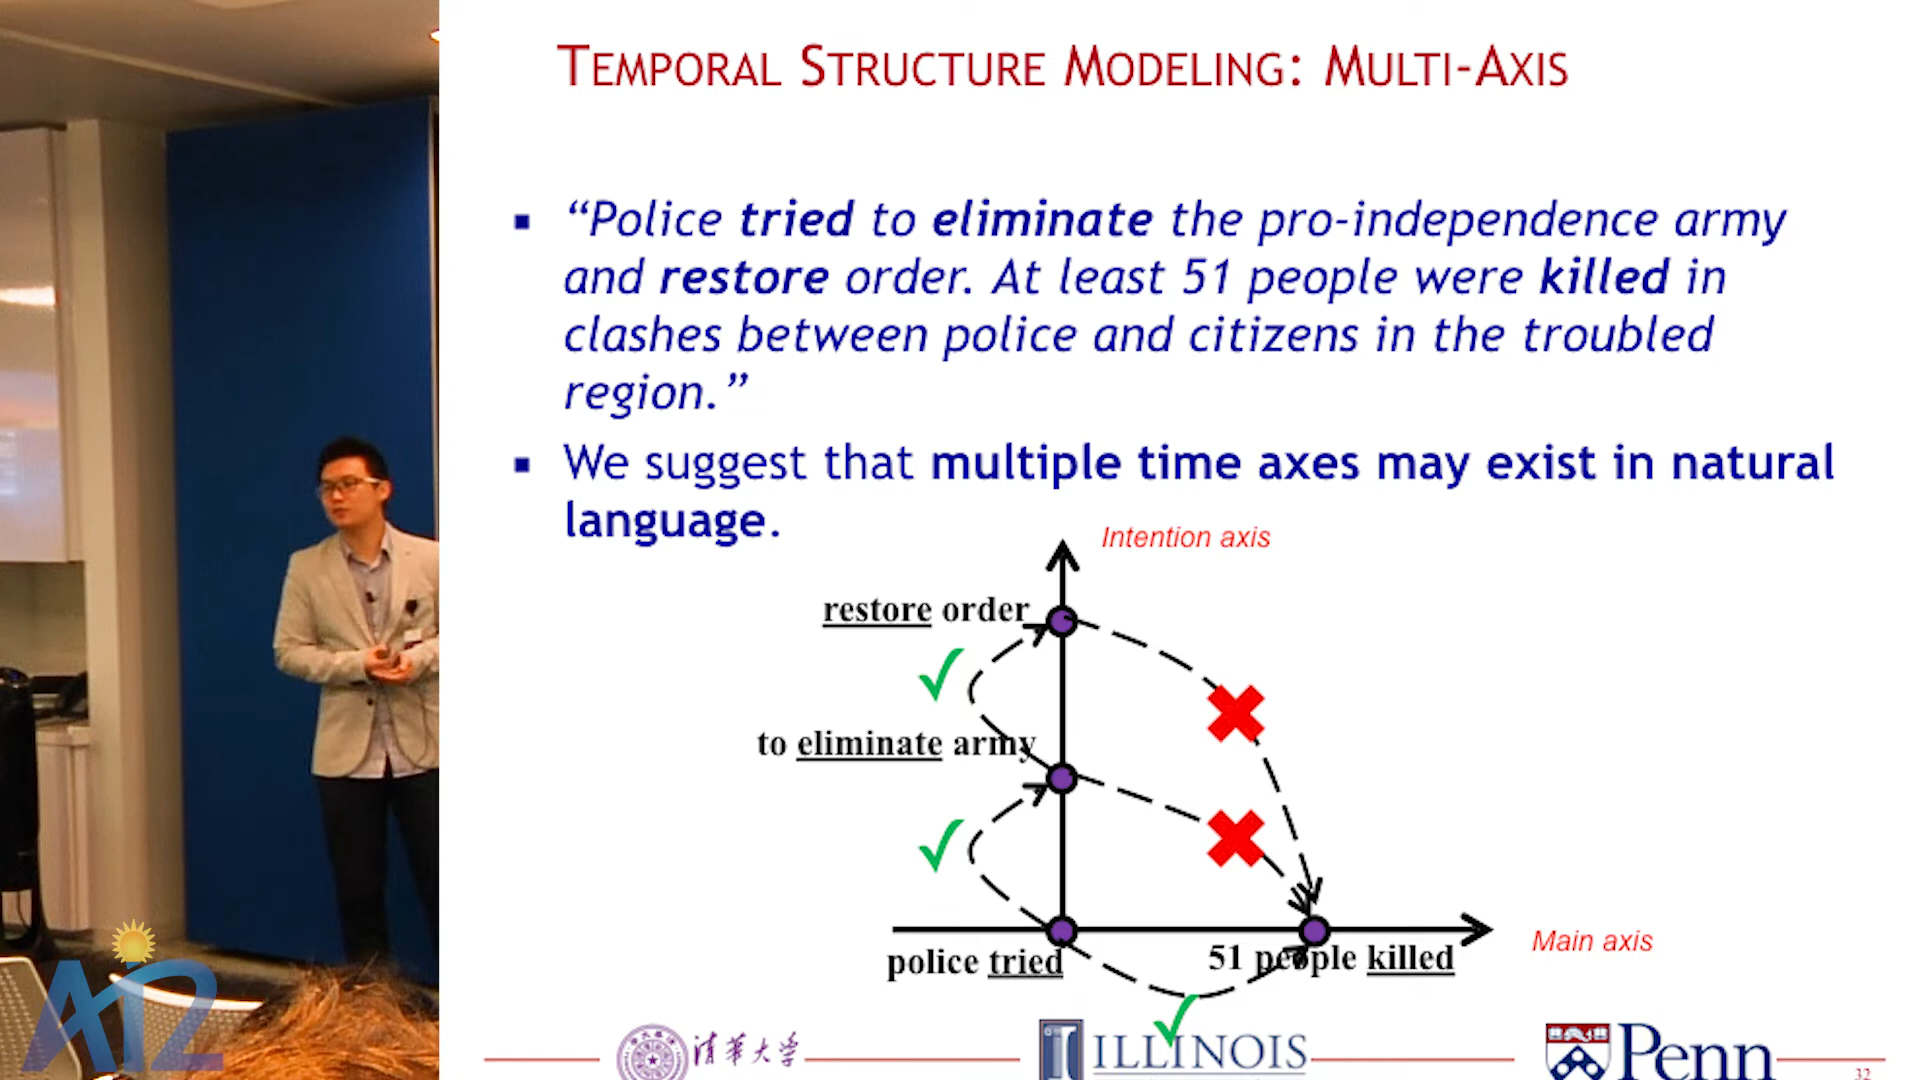 TEMPORAL STRUCTURE MODELING: MULTI-AXIS
“Police tried to eliminate the pro-independence army
and restore order. At least 51 people were killed in
clashes between police and citizens in the troubled
region.”
We suggest that multiple time axes may exist in natural
language.
Intention axis
restore order
to eliminate army
police tried
51 people killed
Main axis
清華大学
ILLINOIS
Penn
32
AI2